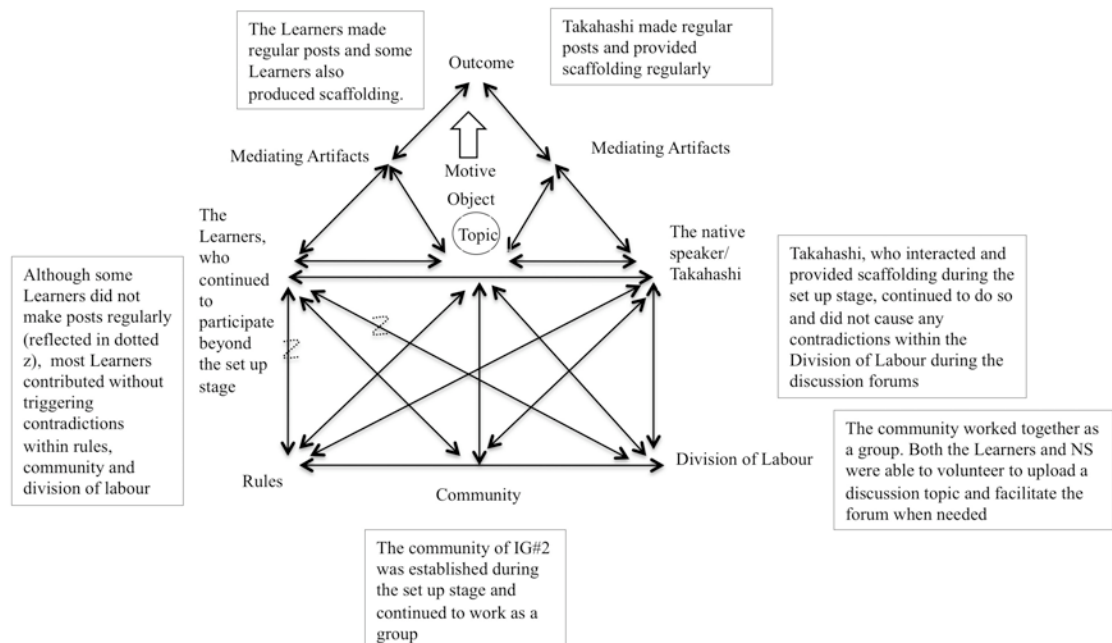 The Learners made
regular posts and some
Learners also
produced scaffolding.
Takahashi made regular
posts and provided
scaffolding regularly
Outcome
Mediating Artifacts
Mediating Artifacts
Motive
Object
Topic
The
Learners,
who
continued
to
participate
beyond
the set up
stage
The native
speaker/
Takahashi
Although some
Learners did not
make posts regularly
(reflected in dotted
z), most Learners
contributed without
triggering
contradictions
within rules,
community and
division of labour
Z
Z
Takahashi, who interacted and
provided scaffolding during the
set up stage, continued to do so
and did not cause any
contradictions within the
Division of Labour during the
discussion forums
Rules
Community
Division of Labour
The community worked together as
a group. Both the Learners and NS
were able to volunteer to upload a
discussion topic and facilitate the
forum when needed
The community of IG#2
was established during
the set up stage and
continued to work as a
group